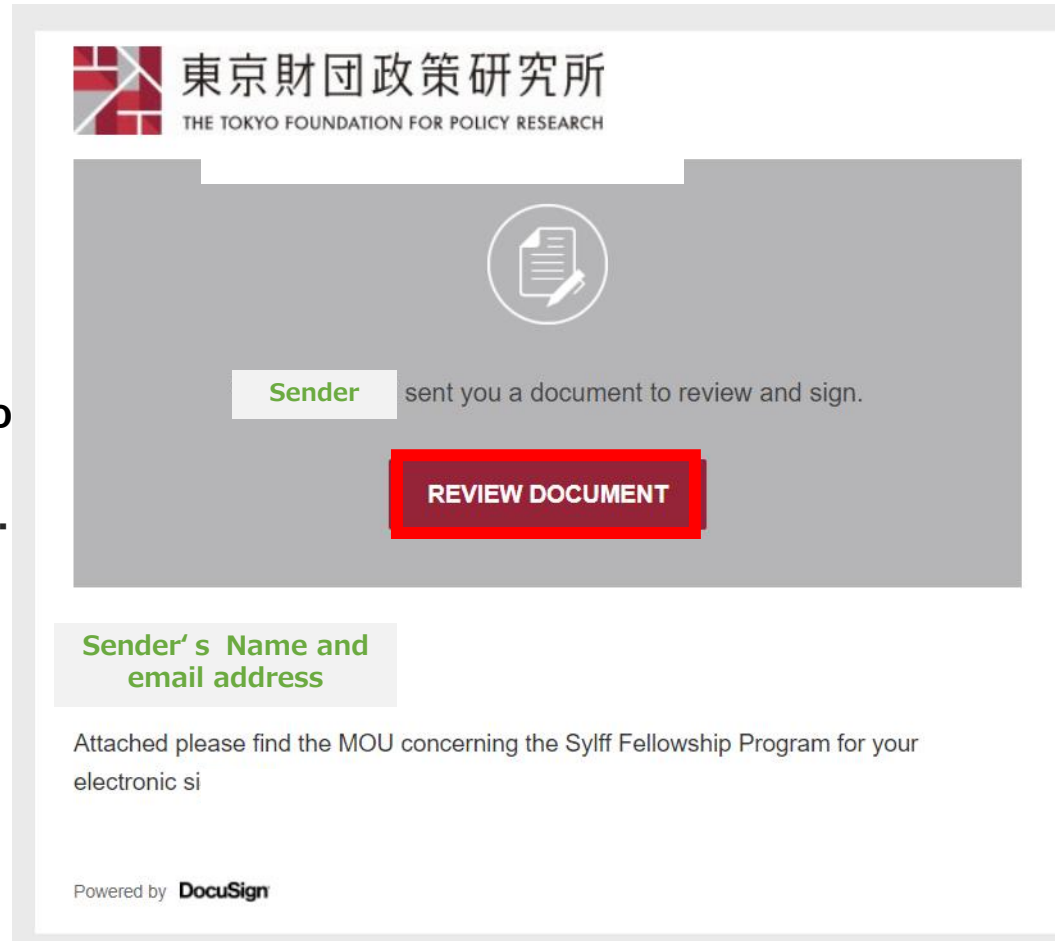 東京財団政策研究所
THE TOKYO FOUNDATION FOR POLICY RESEARCH
Sender sent you a document to review and sign.
REVIEW DOCUMENT
Sender's Name and
email address
Attached please find the MOU concerning the Sylff Fellowship Program for your
electronic si
Powered by DocuSign